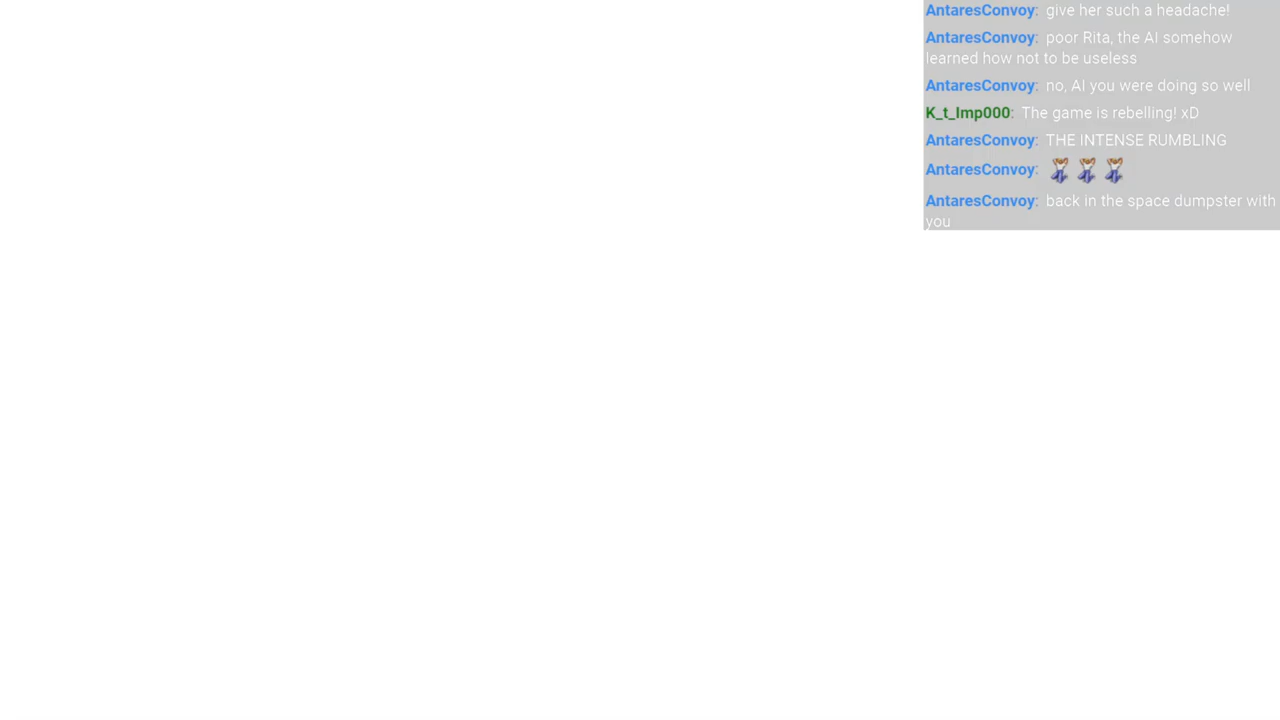 AntaresConvoy: give her such a headache!
AntaresConvoy: poor Rita, the AI somehow
learned how not to be useless
AntaresConvoy: no, AI you were doing so well
K_t_Imp000: The game is rebelling! xD
AntaresConvoy: THE INTENSE RUMBLING
AntaresConvoy:
AntaresConvoy: back in the space dumpster with
you